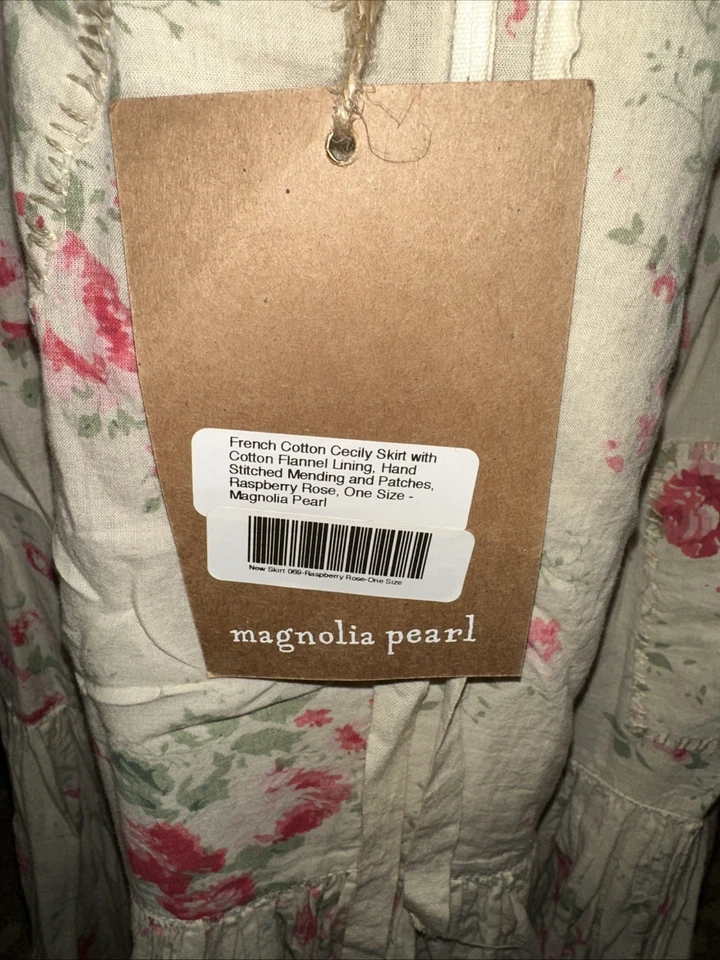 French Cotton Cecily Skirt with
Cotton Flannel Lining, Hand
Stitched Mending and Patches,
Raspberry Rose, One Size -
Magnolia Pearl
New Skirt 069-Raspberry Rose-One Size
magnolia pearl